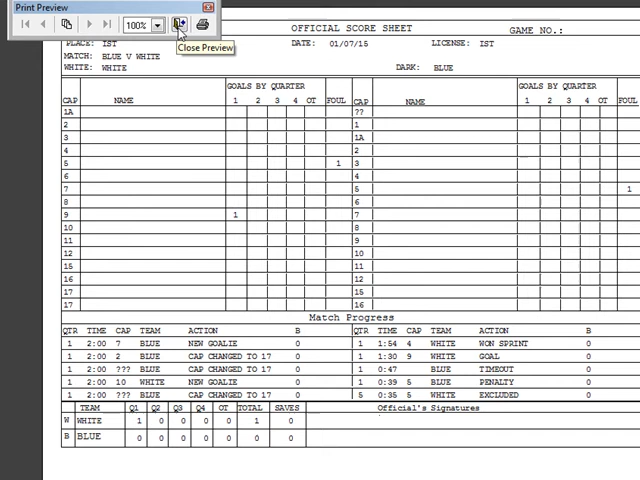 Print Preview
100%
Close Preview
OFFICIAL SCORE SHEET
GAME NO.:
PLACE: IST
DATE: 01/07/15
LICENSE: IST
MATCH: BLUE V WHITE
WHITE: WHITE
DARK: BLUE
GOALS BY QUARTER GOALS BY QUARTER
CAP NAME 1 2 3 4 OT FOUL CAP NAME 1 2 3 4 OT FOUL
1A ??
2 1
3 1A
4 2
5 1 3
6 4
7 5 1
8 6
9 1 7
10 8
11 9
12 10
15 11
16 12
17 15
17 16
Match Progress
QTR TIME CAP TEAM ACTION B QTR TIME CAP TEAM ACTION B
1 2:00 7 BLUE NEW GOALIE 0 1 1:54 4 WHITE WON SPRINT 0
1 2:00 2 BLUE CAP CHANGED TO 17 0 1 1:30 9 WHITE GOAL 0
1 2:00 ??? BLUE CAP CHANGED TO 17 0 1 0:47 BLUE TIMEOUT 0
1 2:00 10 WHITE NEW GOALIE 0 1 0:39 5 BLUE PENALTY 0
1 2:00 ??? BLUE CAP CHANGED TO 17 0 5 0:35 5 WHITE EXCLUDED 0
TEAM Q1 Q2 Q3 Q4 OT TOTAL SAVES Official's Signatures
W WHITE 1 0 0 0 0 1 0
B BLUE 0 0 0 0 0 0 0